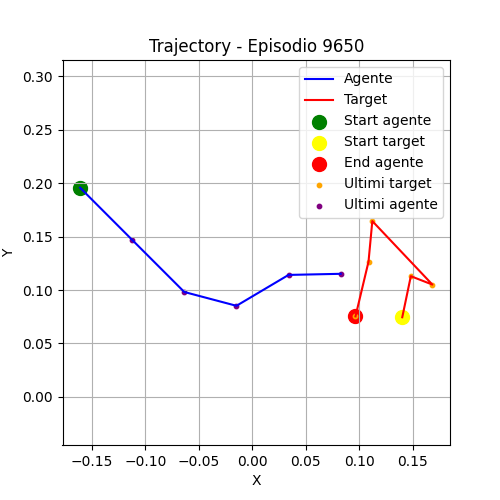 Trajectory - Episodio 9650
0.30
0.25
0.20
0.15
0.10
0.05
0.00
Y
Agente
Target
Start agente
Start target
End agente
Ultimi target
Ultimi agente
−0.15 −0.10 −0.05 0.00 0.05 0.10 0.15
X